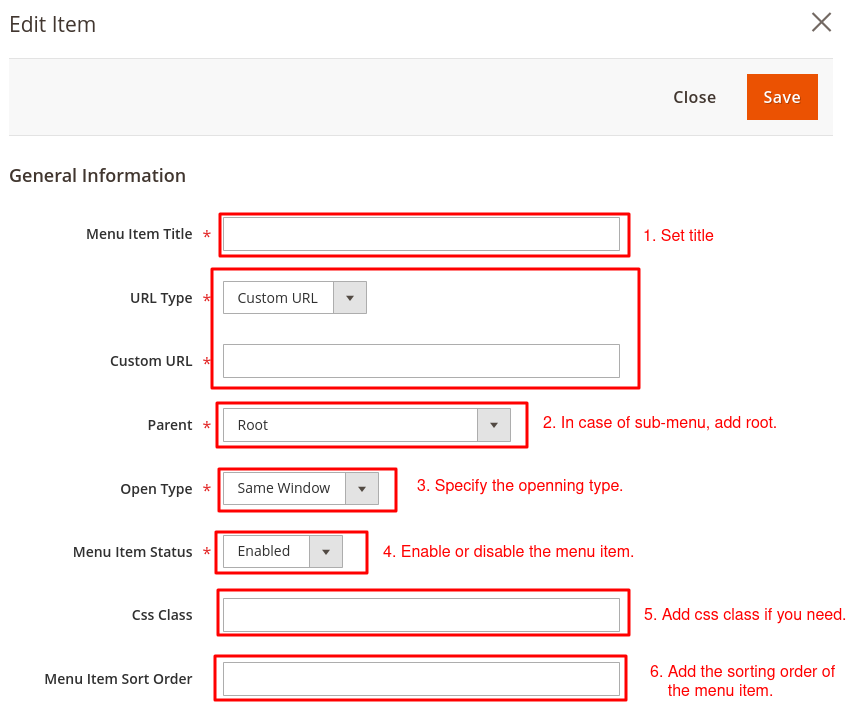 Edit Item
Close
Save
General Information
Menu Item Title * 1. Set title
URL Type * Custom URL
Custom URL *
Parent * Root 2. In case of sub-menu, add root.
Open Type * Same Window 3. Specify the openning type.
Menu Item Status * Enabled 4. Enable or disable the menu item.
Css Class 5. Add css class if you need.
Menu Item Sort Order 6. Add the sorting order of
the menu item.